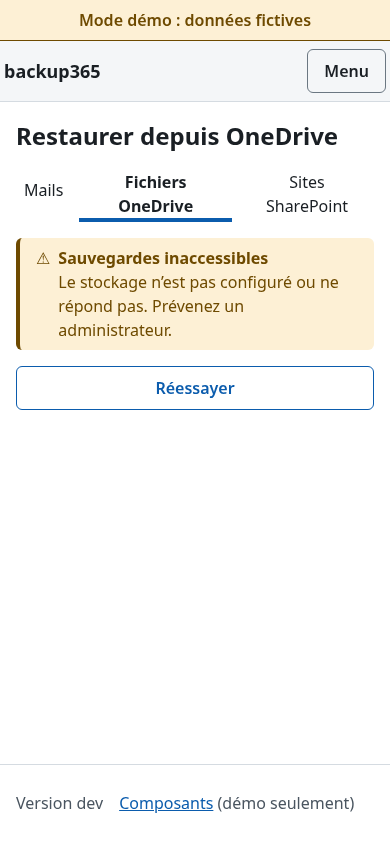 Mode démo : données fictives
backup365
Menu
Restaurer depuis OneDrive
Mails
Fichiers
OneDrive
Sites
SharePoint
⚠ Sauvegardes inaccessibles
Le stockage n’est pas configuré ou ne
répond pas. Prévenez un
administrateur.
Réessayer
Version dev Composants (démo seulement)